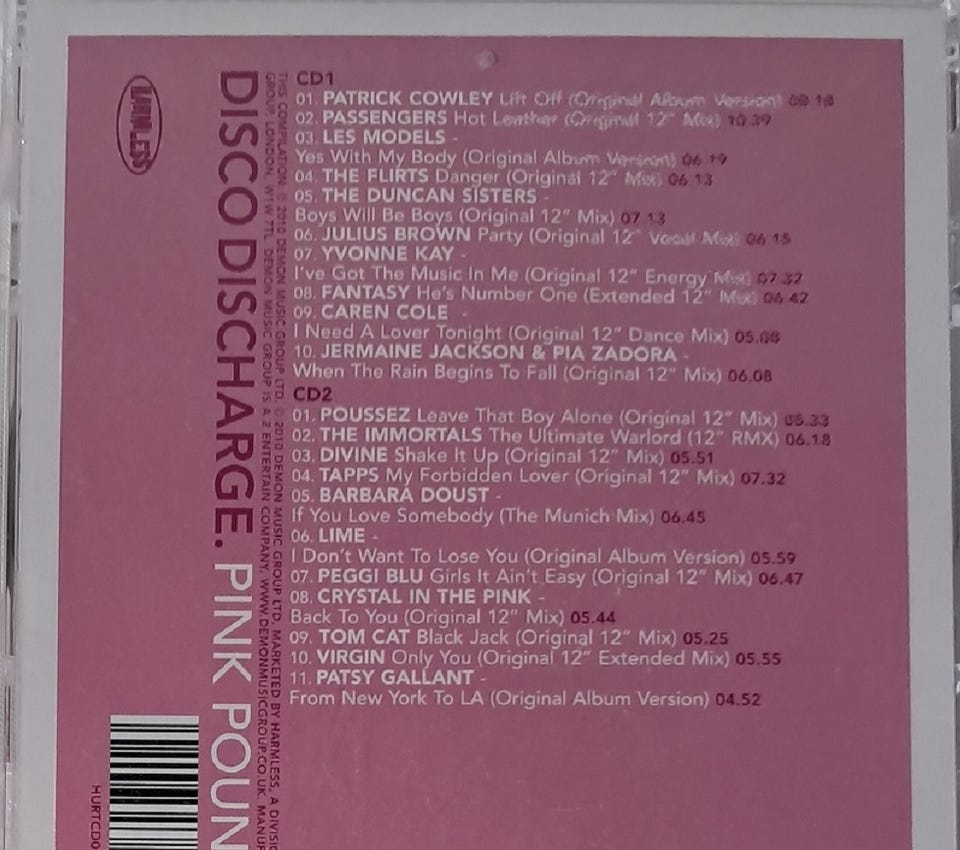 HARMLESS
DISCO DISCHARGE. PINK POUN
THIS COMPILATION ℗ 2010 DEMON MUSIC GROUP LTD. © 2010 DEMON MUSIC GROUP LTD. MARKETED BY HARMLESS, A DIVISIO
GROUP, LONDON, W1W 7TL. DEMON MUSIC GROUP IS A 2 ENTERTAIN COMPANY. WWW.DEMONMUSICGROUP.CO.UK. MANUF
HURTCD0
CD1
01. PATRICK COWLEY Lift Off (Original Album Version)
02. PASSENGERS Hot Leather (Original 12" Mix) 10.39
03. LES MODELS -
Yes With My Body (Original Album Version) 06.19
04. THE FLIRTS Danger (Original 12" Mix) 06.13
05. THE DUNCAN SISTERS -
Boys Will Be Boys (Original 12" Mix) 07.13
06. JULIUS BROWN Party (Original 12" Vocal Mix) 06.15
07. YVONNE KAY -
I've Got The Music In Me (Original 12" Energy Mix) 07.32
08. FANTASY He's Number One (Extended 12" Mix) 06.42
09. CAREN COLE -
I Need A Lover Tonight (Original 12" Dance Mix) 05.08
10. JERMAINE JACKSON & PIA ZADORA -
When The Rain Begins To Fall (Original 12" Mix) 06.08
CD2
01. POUSSEZ Leave That Boy Alone (Original 12" Mix)
02. THE IMMORTALS The Ultimate Warlord (12" RMX) 06.18
03. DIVINE Shake It Up (Original 12" Mix) 05.51
04. TAPPS My Forbidden Lover (Original 12" Mix) 07.32
05. BARBARA DOUST -
If You Love Somebody (The Munich Mix) 06.45
06. LIME -
I Don't Want To Lose You (Original Album Version) 05.59
07. PEGGI BLU Girls It Ain't Easy (Original 12" Mix) 06.47
08. CRYSTAL IN THE PINK -
Back To You (Original 12" Mix) 05.44
09. TOM CAT Black Jack (Original 12" Mix) 05.25
10. VIRGIN Only You (Original 12" Extended Mix) 05.55
11. PATSY GALLANT -
From New York To LA (Original Album Version) 04.52